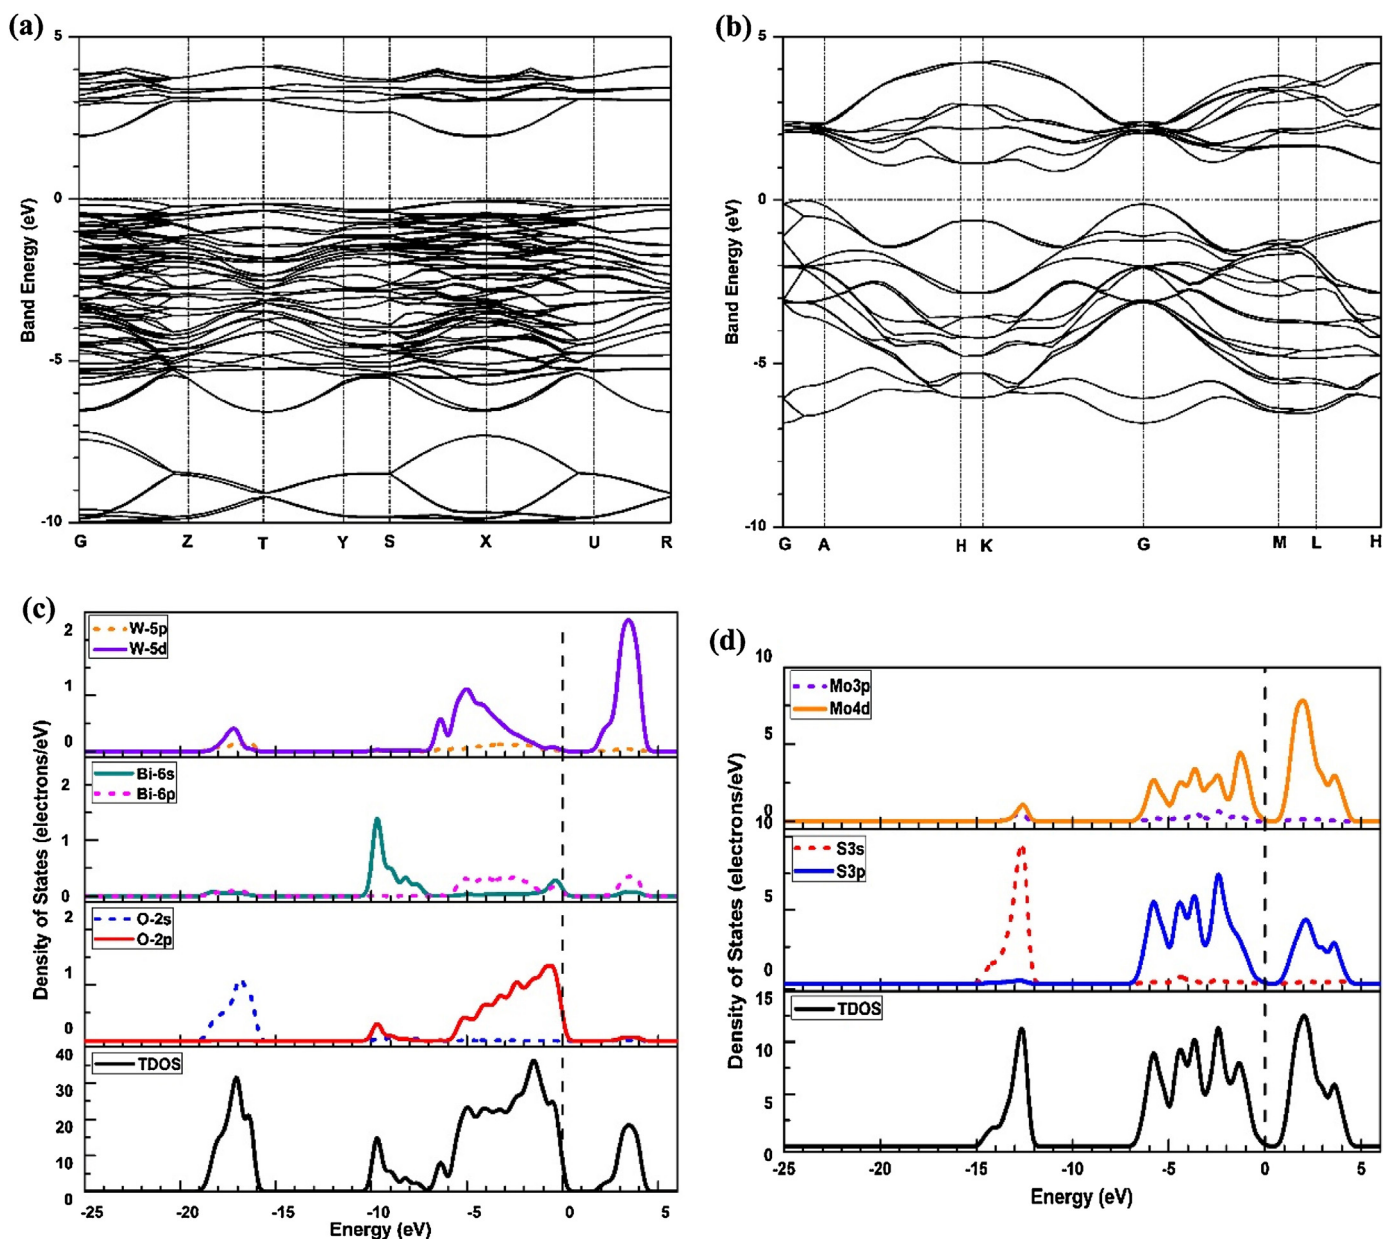 (a)
5
0
-5
-10
Band Energy (eV)
G Z T Y S X U R
(b)
5
0
-5
-10
Band Energy (eV)
G A H K G M L H
(c)
W-5p
W-5d
2
1
0
Bi-6s
Bi-6p
2
1
0
O-2s
O-2p
2
1
0
TDOS
40
30
20
10
0
Density of States (electrons/eV)
-25 -20 -15 -10 -5 0 5
Energy (eV)
(d)
10
Mo3p
Mo4d
5
0
10
S3s
S3p
5
0
15
TDOS
10
5
0
Density of States (electrons/eV)
-25 -20 -15 -10 -5 0 5
Energy (eV)